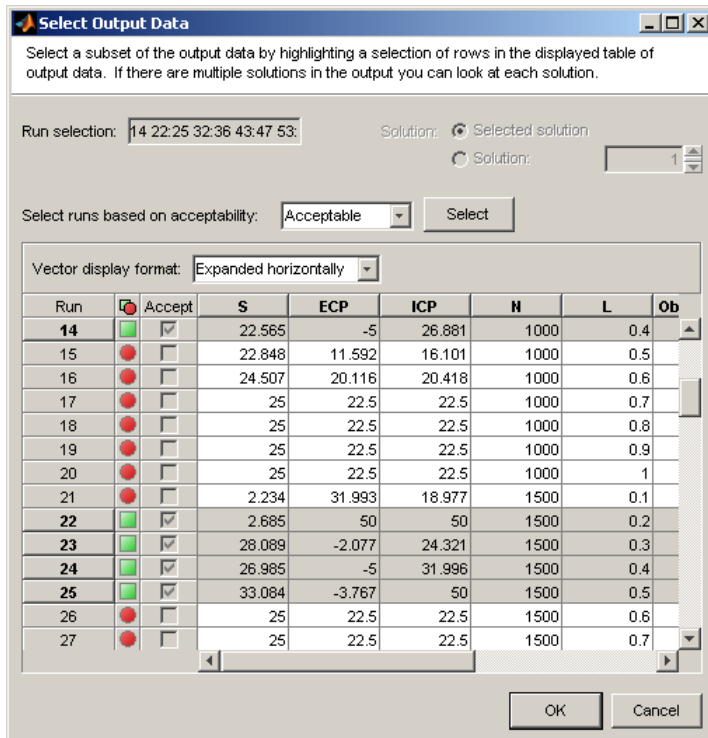 Select Output Data
Select a subset of the output data by highlighting a selection of rows in the displayed table of
output data. If there are multiple solutions in the output you can look at each solution.
Run selection: 14 22:25 32:36 43:47 53: Solution: Selected solution
Solution: 1
Select runs based on acceptability: Acceptable Select
Vector display format: Expanded horizontally
Run Accept S ECP ICP N L Ob
14 22.565 -5 26.881 1000 0.4
15 22.848 11.592 16.101 1000 0.5
16 24.507 20.116 20.418 1000 0.6
17 25 22.5 22.5 1000 0.7
18 25 22.5 22.5 1000 0.8
19 25 22.5 22.5 1000 0.9
20 25 22.5 22.5 1000 1
21 2.234 31.993 18.977 1500 0.1
22 2.685 50 50 1500 0.2
23 28.089 -2.077 24.321 1500 0.3
24 26.985 -5 31.996 1500 0.4
25 33.084 -3.767 50 1500 0.5
26 25 22.5 22.5 1500 0.6
27 25 22.5 22.5 1500 0.7
OK Cancel